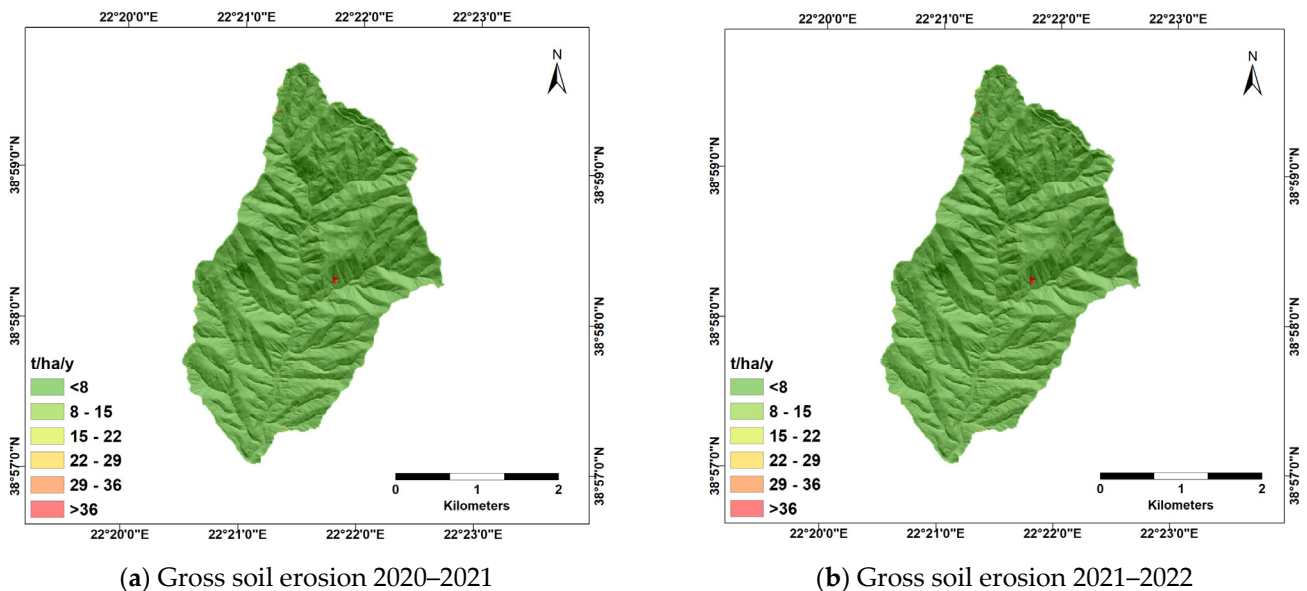 22°20'0"E 22°21'0"E 22°22'0"E 22°23'0"E
N
38°59'0"N
38°58'0"N
38°57'0"N
38°59'0"N
38°58'0"N
38°57'0"N
t/ha/y
<8
8 - 15
15 - 22
22 - 29
29 - 36
>36
0 1 2
Kilometers
22°20'0"E 22°21'0"E 22°22'0"E 22°23'0"E
(a) Gross soil erosion 2020–2021
22°20'0"E 22°21'0"E 22°22'0"E 22°23'0"E
N
38°59'0"N
38°58'0"N
38°57'0"N
38°59'0"N
38°58'0"N
38°57'0"N
t/ha/y
<8
8 - 15
15 - 22
22 - 29
29 - 36
>36
0 1 2
Kilometers
22°20'0"E 22°21'0"E 22°22'0"E 22°23'0"E
(b) Gross soil erosion 2021–2022